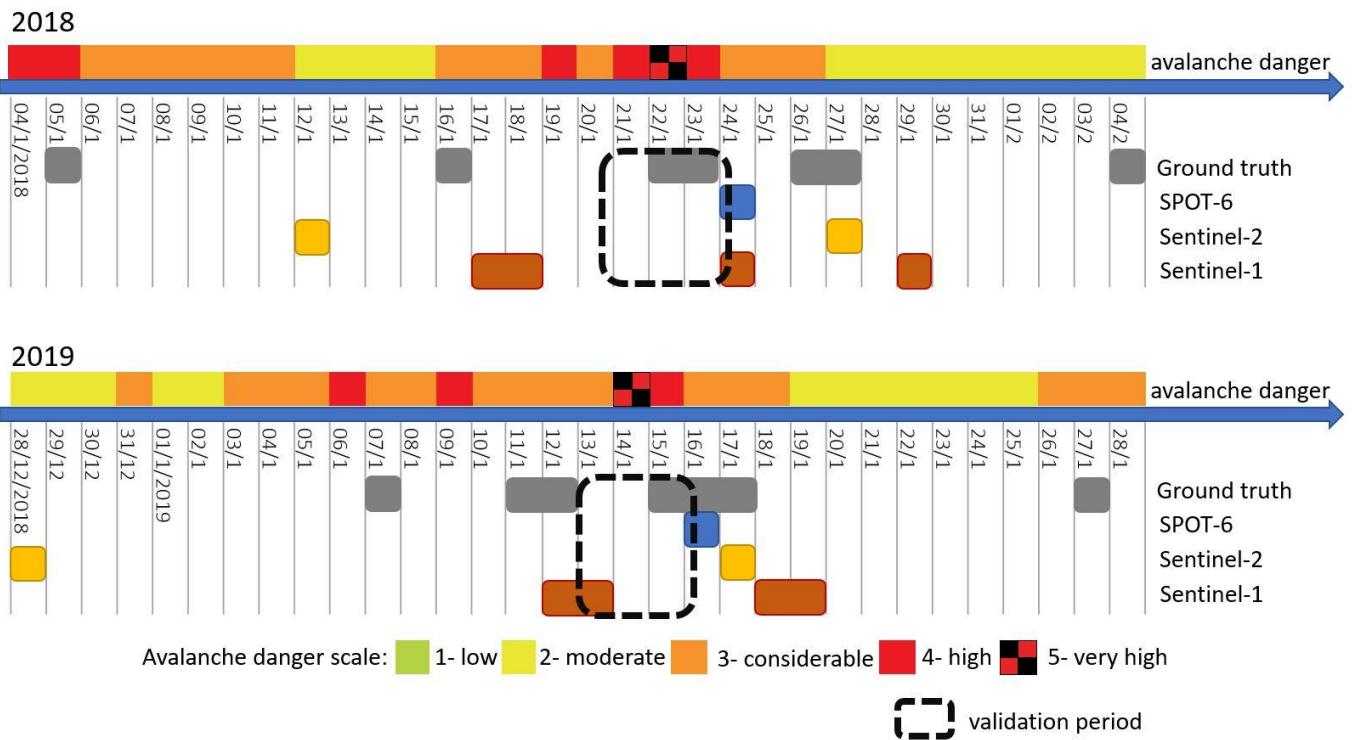 2018
avalanche danger
04/1/2018 05/1 06/1 07/1 08/1 09/1 10/1 11/1 12/1 13/1 14/1 15/1 16/1 17/1 18/1 19/1 20/1 21/1 22/1 23/1 24/1 25/1 26/1 27/1 28/1 29/1 30/1 31/1 01/2 02/2 03/2 04/2
Ground truth
SPOT-6
Sentinel-2
Sentinel-1
2019
avalanche danger
28/12/2018 29/12 30/12 31/12 01/1/2019 02/1 03/1 04/1 05/1 06/1 07/1 08/1 09/1 10/1 11/1 12/1 13/1 14/1 15/1 16/1 17/1 18/1 19/1 20/1 21/1 22/1 23/1 24/1 25/1 26/1 27/1 28/1
Ground truth
SPOT-6
Sentinel-2
Sentinel-1
Avalanche danger scale: 1- low 2- moderate 3- considerable 4- high 5- very high
validation period